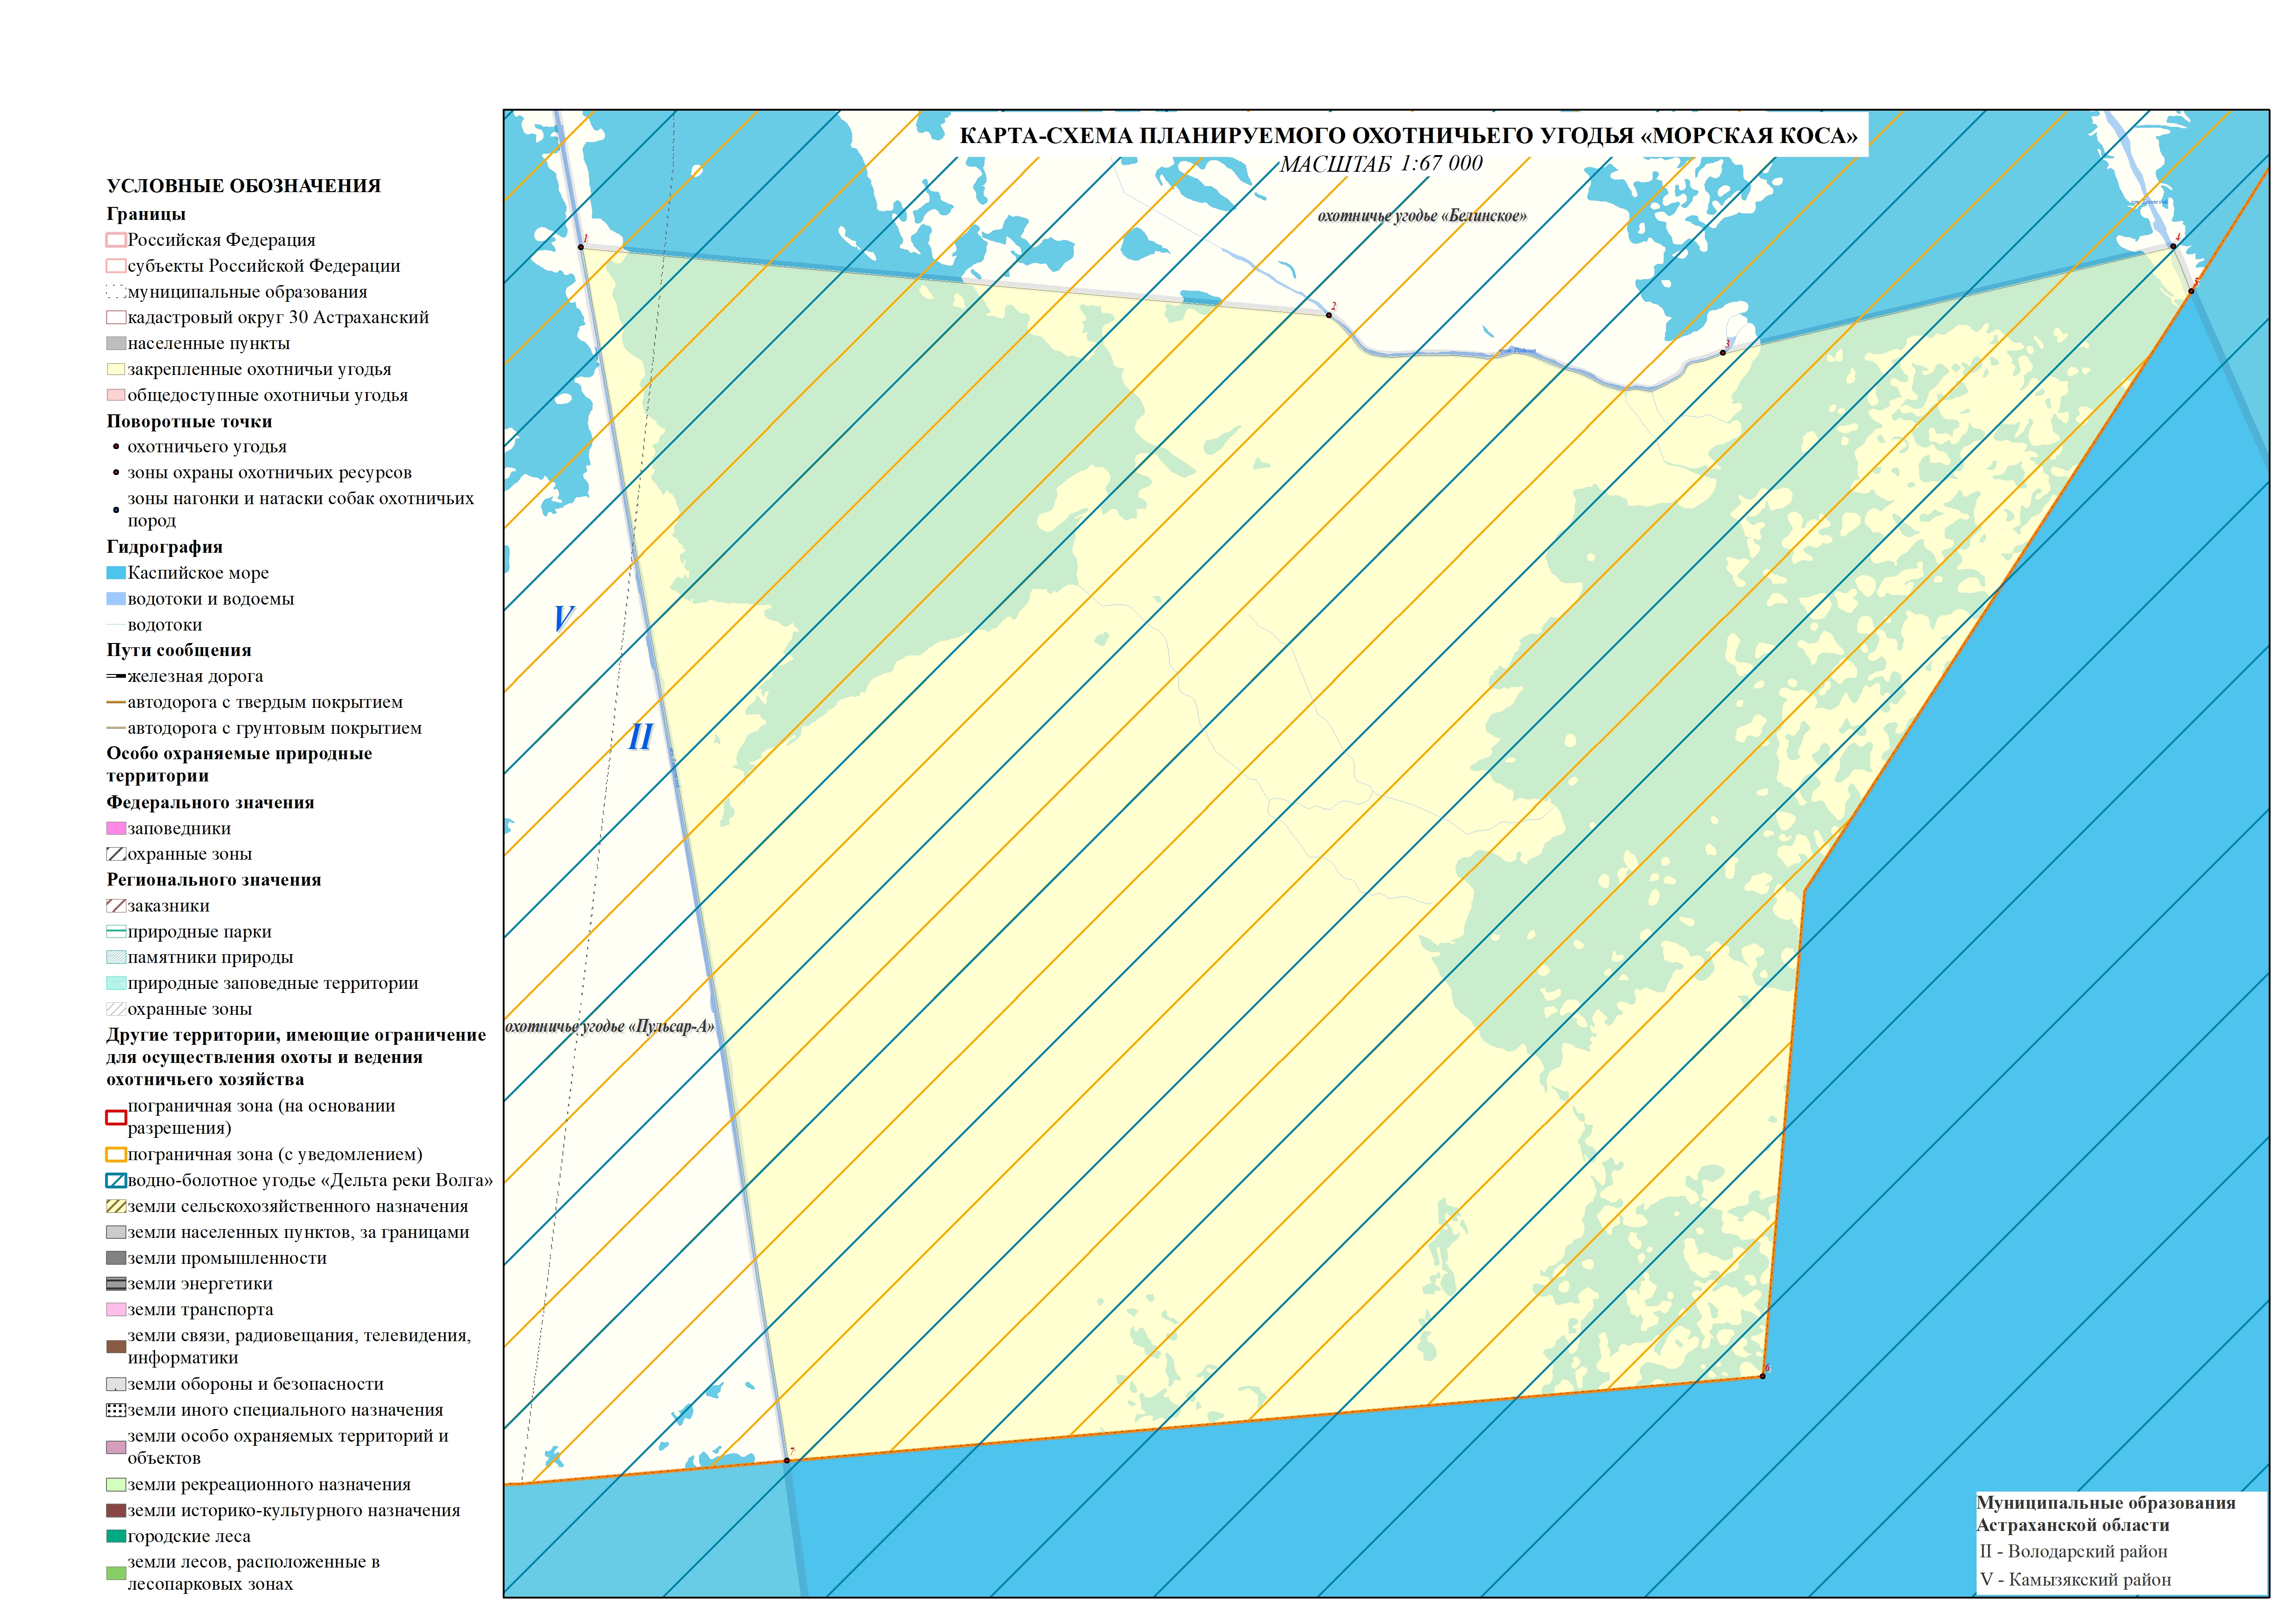 КАРТА-СХЕМА ПЛАНИРУЕМОГО ОХОТНИЧЬЕГО УГОДЬЯ «МОРСКАЯ КОСА»
МАСШТАБ 1:67 000
УСЛОВНЫЕ ОБОЗНАЧЕНИЯ
Границы
Российская Федерация
субъекты Российской Федерации
муниципальные образования
кадастровый округ 30 Астраханский
населенные пункты
закрепленные охотничьи угодья
общедоступные охотничьи угодья
Поворотные точки
охотничьего угодья
зоны охраны охотничьих ресурсов
зоны нагонки и натаски собак охотничьих
пород
Гидрография
Каспийское море
водотоки и водоемы
водотоки
Пути сообщения
железная дорога
автодорога с твердым покрытием
автодорога с грунтовым покрытием
Особо охраняемые природные
территории
Федерального значения
заповедники
охранные зоны
Регионального значения
заказники
природные парки
памятники природы
природные заповедные территории
охранные зоны
Другие территории, имеющие ограничение
для осуществления охоты и ведения
охотничьего хозяйства
пограничная зона (на основании
разрешения)
пограничная зона (с уведомлением)
водно-болотное угодье «Дельта реки Волга»
земли сельскохозяйственного назначения
земли населенных пунктов, за границами
земли промышленности
земли энергетики
земли транспорта
земли связи, радиовещания, телевидения,
информатики
земли обороны и безопасности
земли иного специального назначения
земли особо охраняемых территорий и
объектов
земли рекреационного назначения
земли историко-культурного назначения
городские леса
земли лесов, расположенные в
лесопарковых зонах
охотничье угодье «Белинское»
1
2
3
4
5
V
II
охотничье угодье «Пульсар-А»
6
7
Муниципальные образования
Астраханской области
II - Володарский район
V - Камызякский район